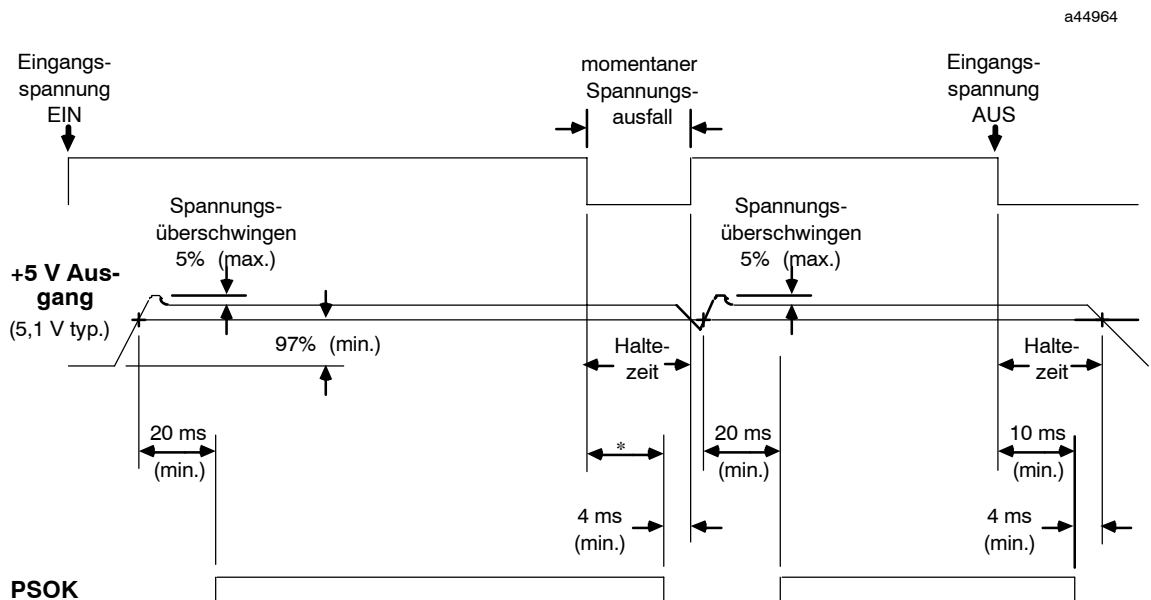 a44964
Eingangs-
spannung
EIN
momentaner
Spannungs-
ausfall
Eingangs-
spannung
AUS
Spannungs-
überschwingen
5% (max.)
Spannungs-
überschwingen
5% (max.)
+5 V Aus-
gang
(5,1 V typ.)
97% (min.)
Halte-
zeit
Halte-
zeit
20 ms
(min.)
*
20 ms
(min.)
10 ms
(min.)
4 ms
(min.)
4 ms
(min.)
PSOK